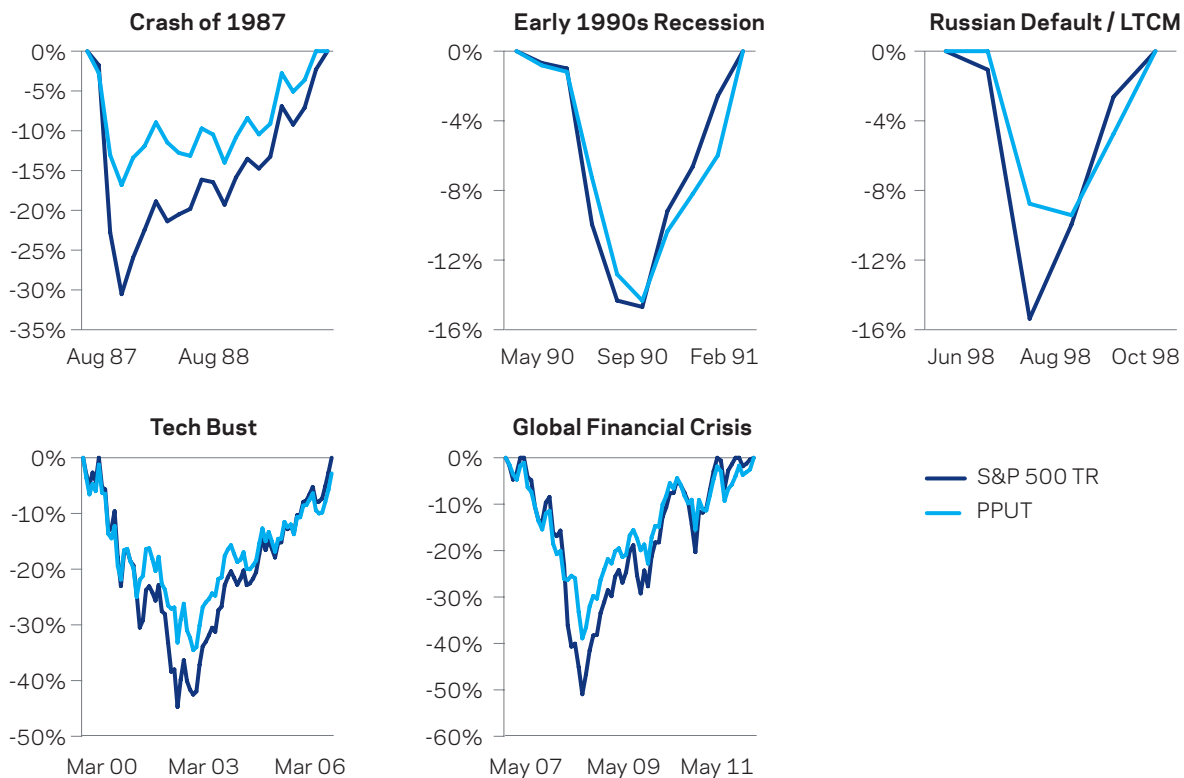 Crash of 1987
0%
-5%
-10%
-15%
-20%
-25%
-30%
-35%
Aug 87 Aug 88
Early 1990s Recession
0%
-4%
-8%
-12%
-16%
May 90 Sep 90 Feb 91
Russian Default / LTCM
0%
-4%
-8%
-12%
-16%
Jun 98 Aug 98 Oct 98
Tech Bust
0%
-10%
-20%
-30%
-40%
-50%
Mar 00 Mar 03 Mar 06
Global Financial Crisis
0%
-10%
-20%
-30%
-40%
-50%
-60%
May 07 May 09 May 11
S&P 500 TR
PPUT